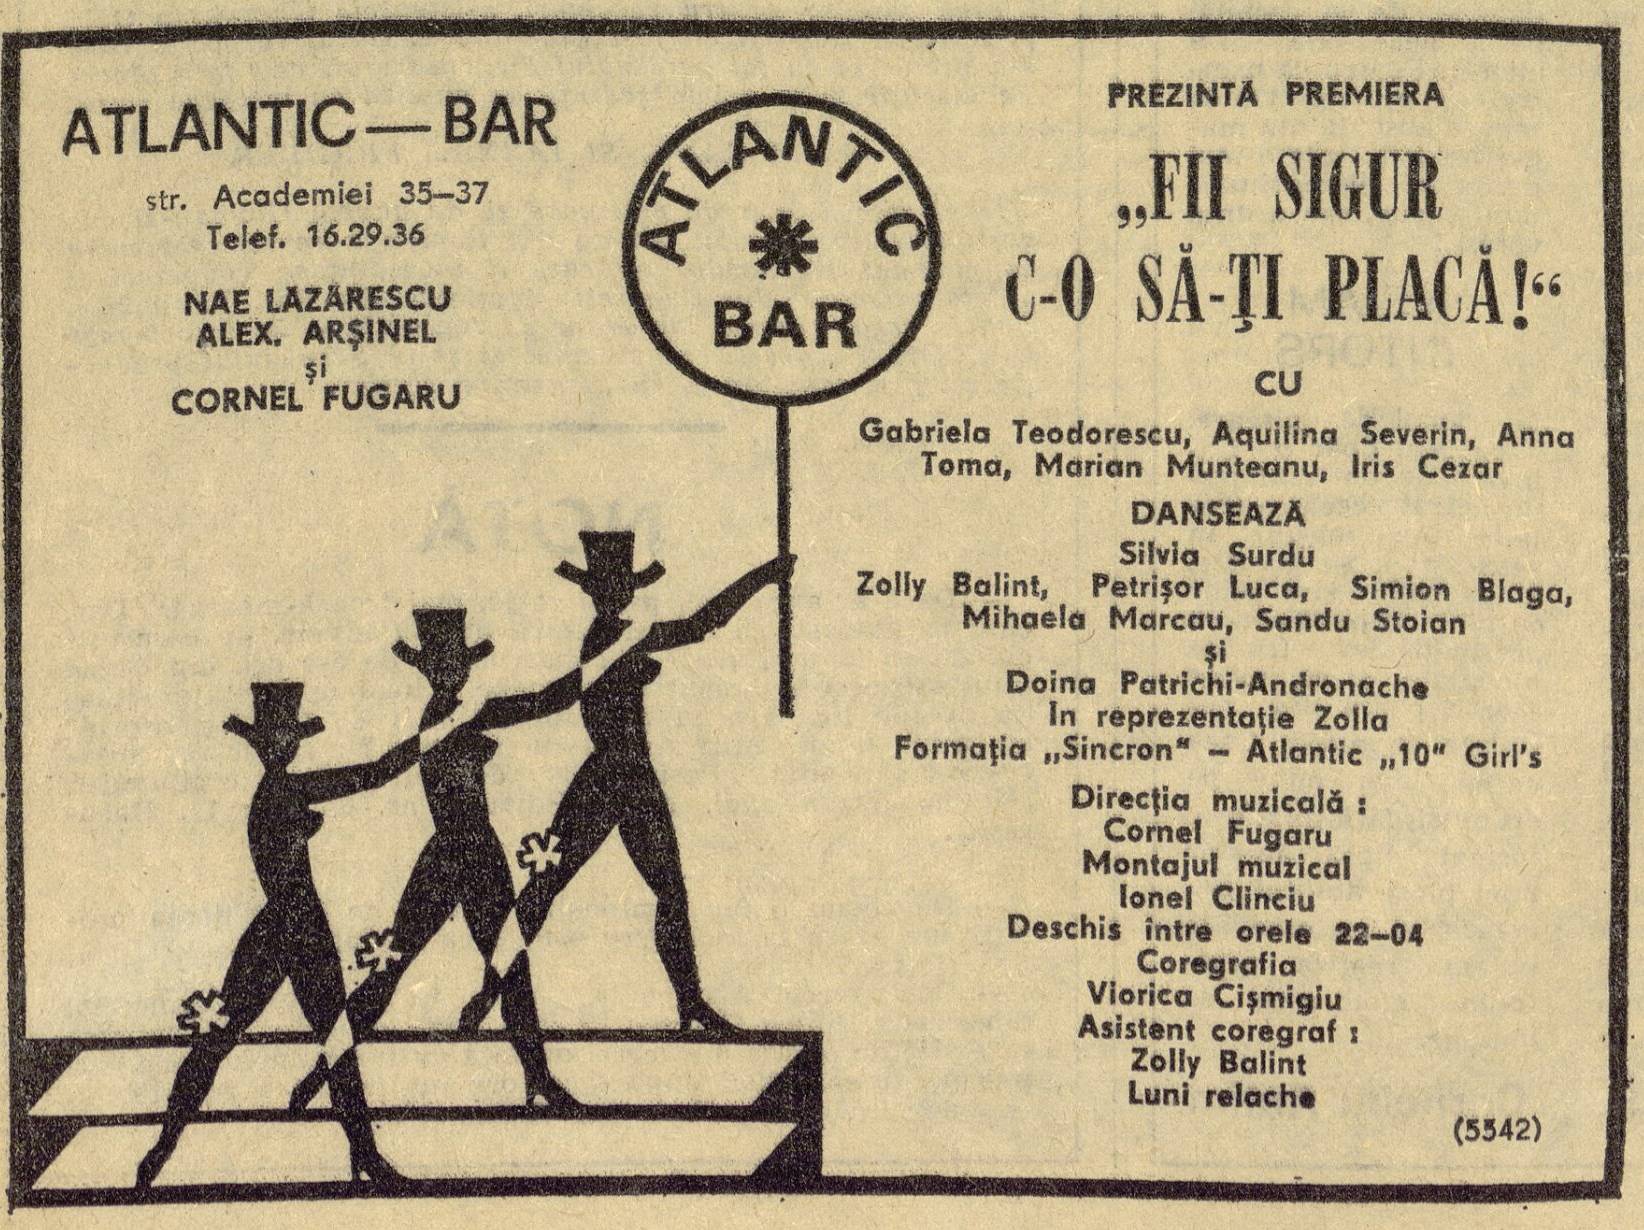 ATLANTIC — BAR
str. Academiei 35–37
Telef. 16.29.36
NAE LĂZĂRESCU
ALEX. ARŞINEL
şi
CORNEL FUGARU
ATLANTIC
BAR
PREZINTĂ PREMIERA
„FII SIGUR
C-O SĂ-ŢI PLACĂ!“
CU
Gabriela Teodorescu, Aquilina Severin, Anna
Toma, Marian Munteanu, Iris Cezar
DANSEAZĂ
Silvia Surdu
Zolly Balint, Petrişor Luca, Simion Blaga,
Mihaela Marcau, Sandu Stoian
şi
Doina Patrichi-Andronache
In reprezentaţie Zolla
Formaţia „Sincron“ — Atlantic „10“ Girl's
Direcţia muzicală :
Cornel Fugaru
Montajul muzical
Ionel Clinciu
Deschis între orele 22—04
Coregrafia
Viorica Cişmigiu
Asistent coregraf :
Zolly Balint
Luni relache
(5542)